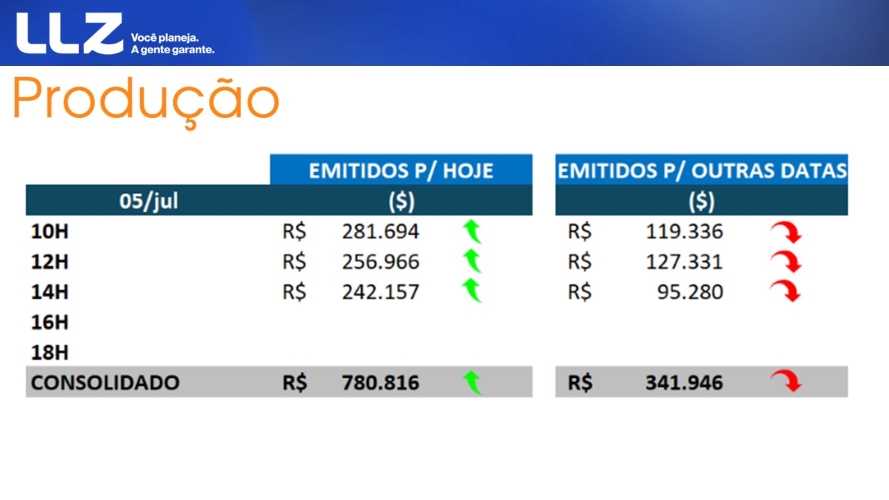 LLZ
Você planeja.
A gente garante.
Produção
EMITIDOS P/ HOJE EMITIDOS P/ OUTRAS DATAS
05/jul ($) ($)
10H R$ 281.694 R$ 119.336
12H R$ 256.966 R$ 127.331
14H R$ 242.157 R$ 95.280
16H
18H
CONSOLIDADO R$ 780.816 R$ 341.946